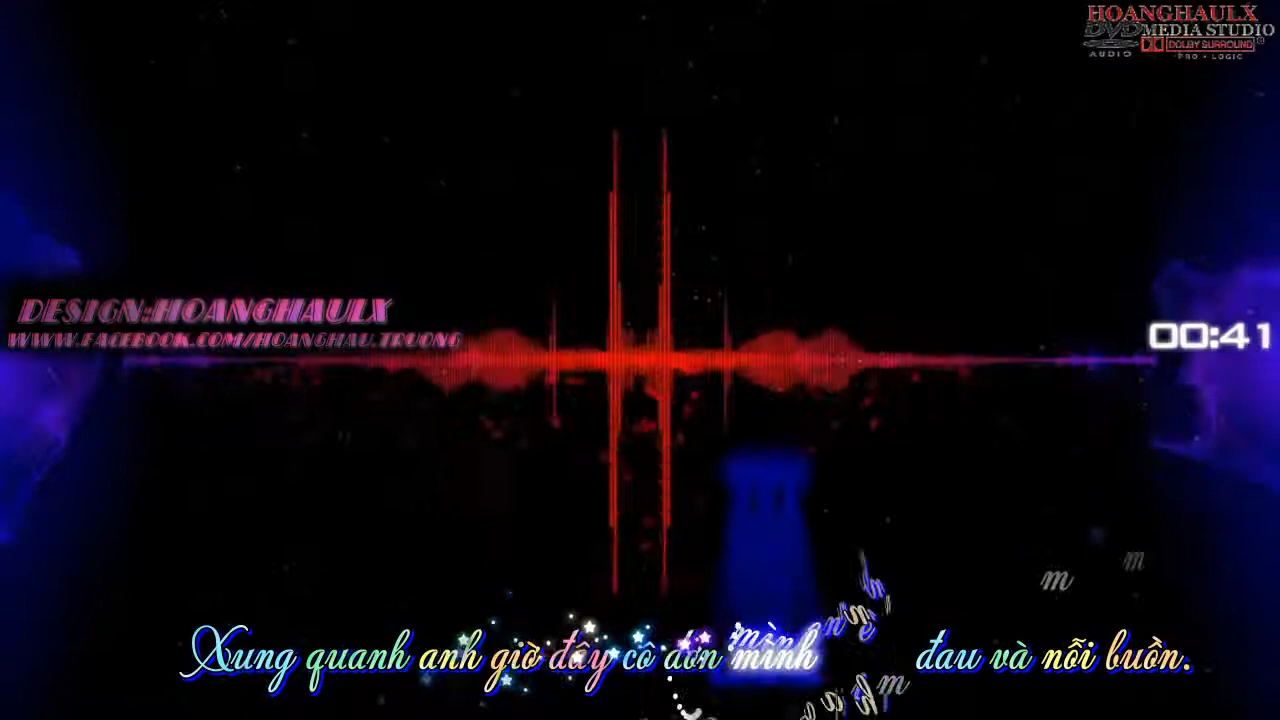 HOANGHAULX
DVD MEDIA STUDIO
AUDIO DOLBY SURROUND
PRO • LOGIC
DESIGN:HOANGHAULX
WWW.FACEBOOK.COM/HOANGHAU.TRUONG
00:41
m
m
Xung quanh anh giờ đây cô đơn mình đau và nỗi buồn.
m